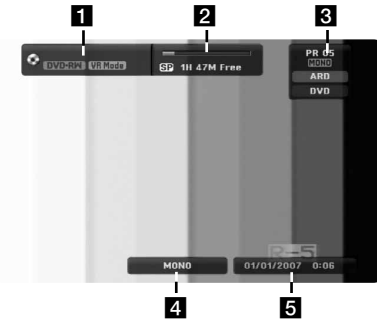 1 2 3
DVD-RW VR Mode
SP 1H 47M Free
PR 05
MONO
ARD
DVD
R-5
MONO
01/01/2007 0:06
4 5